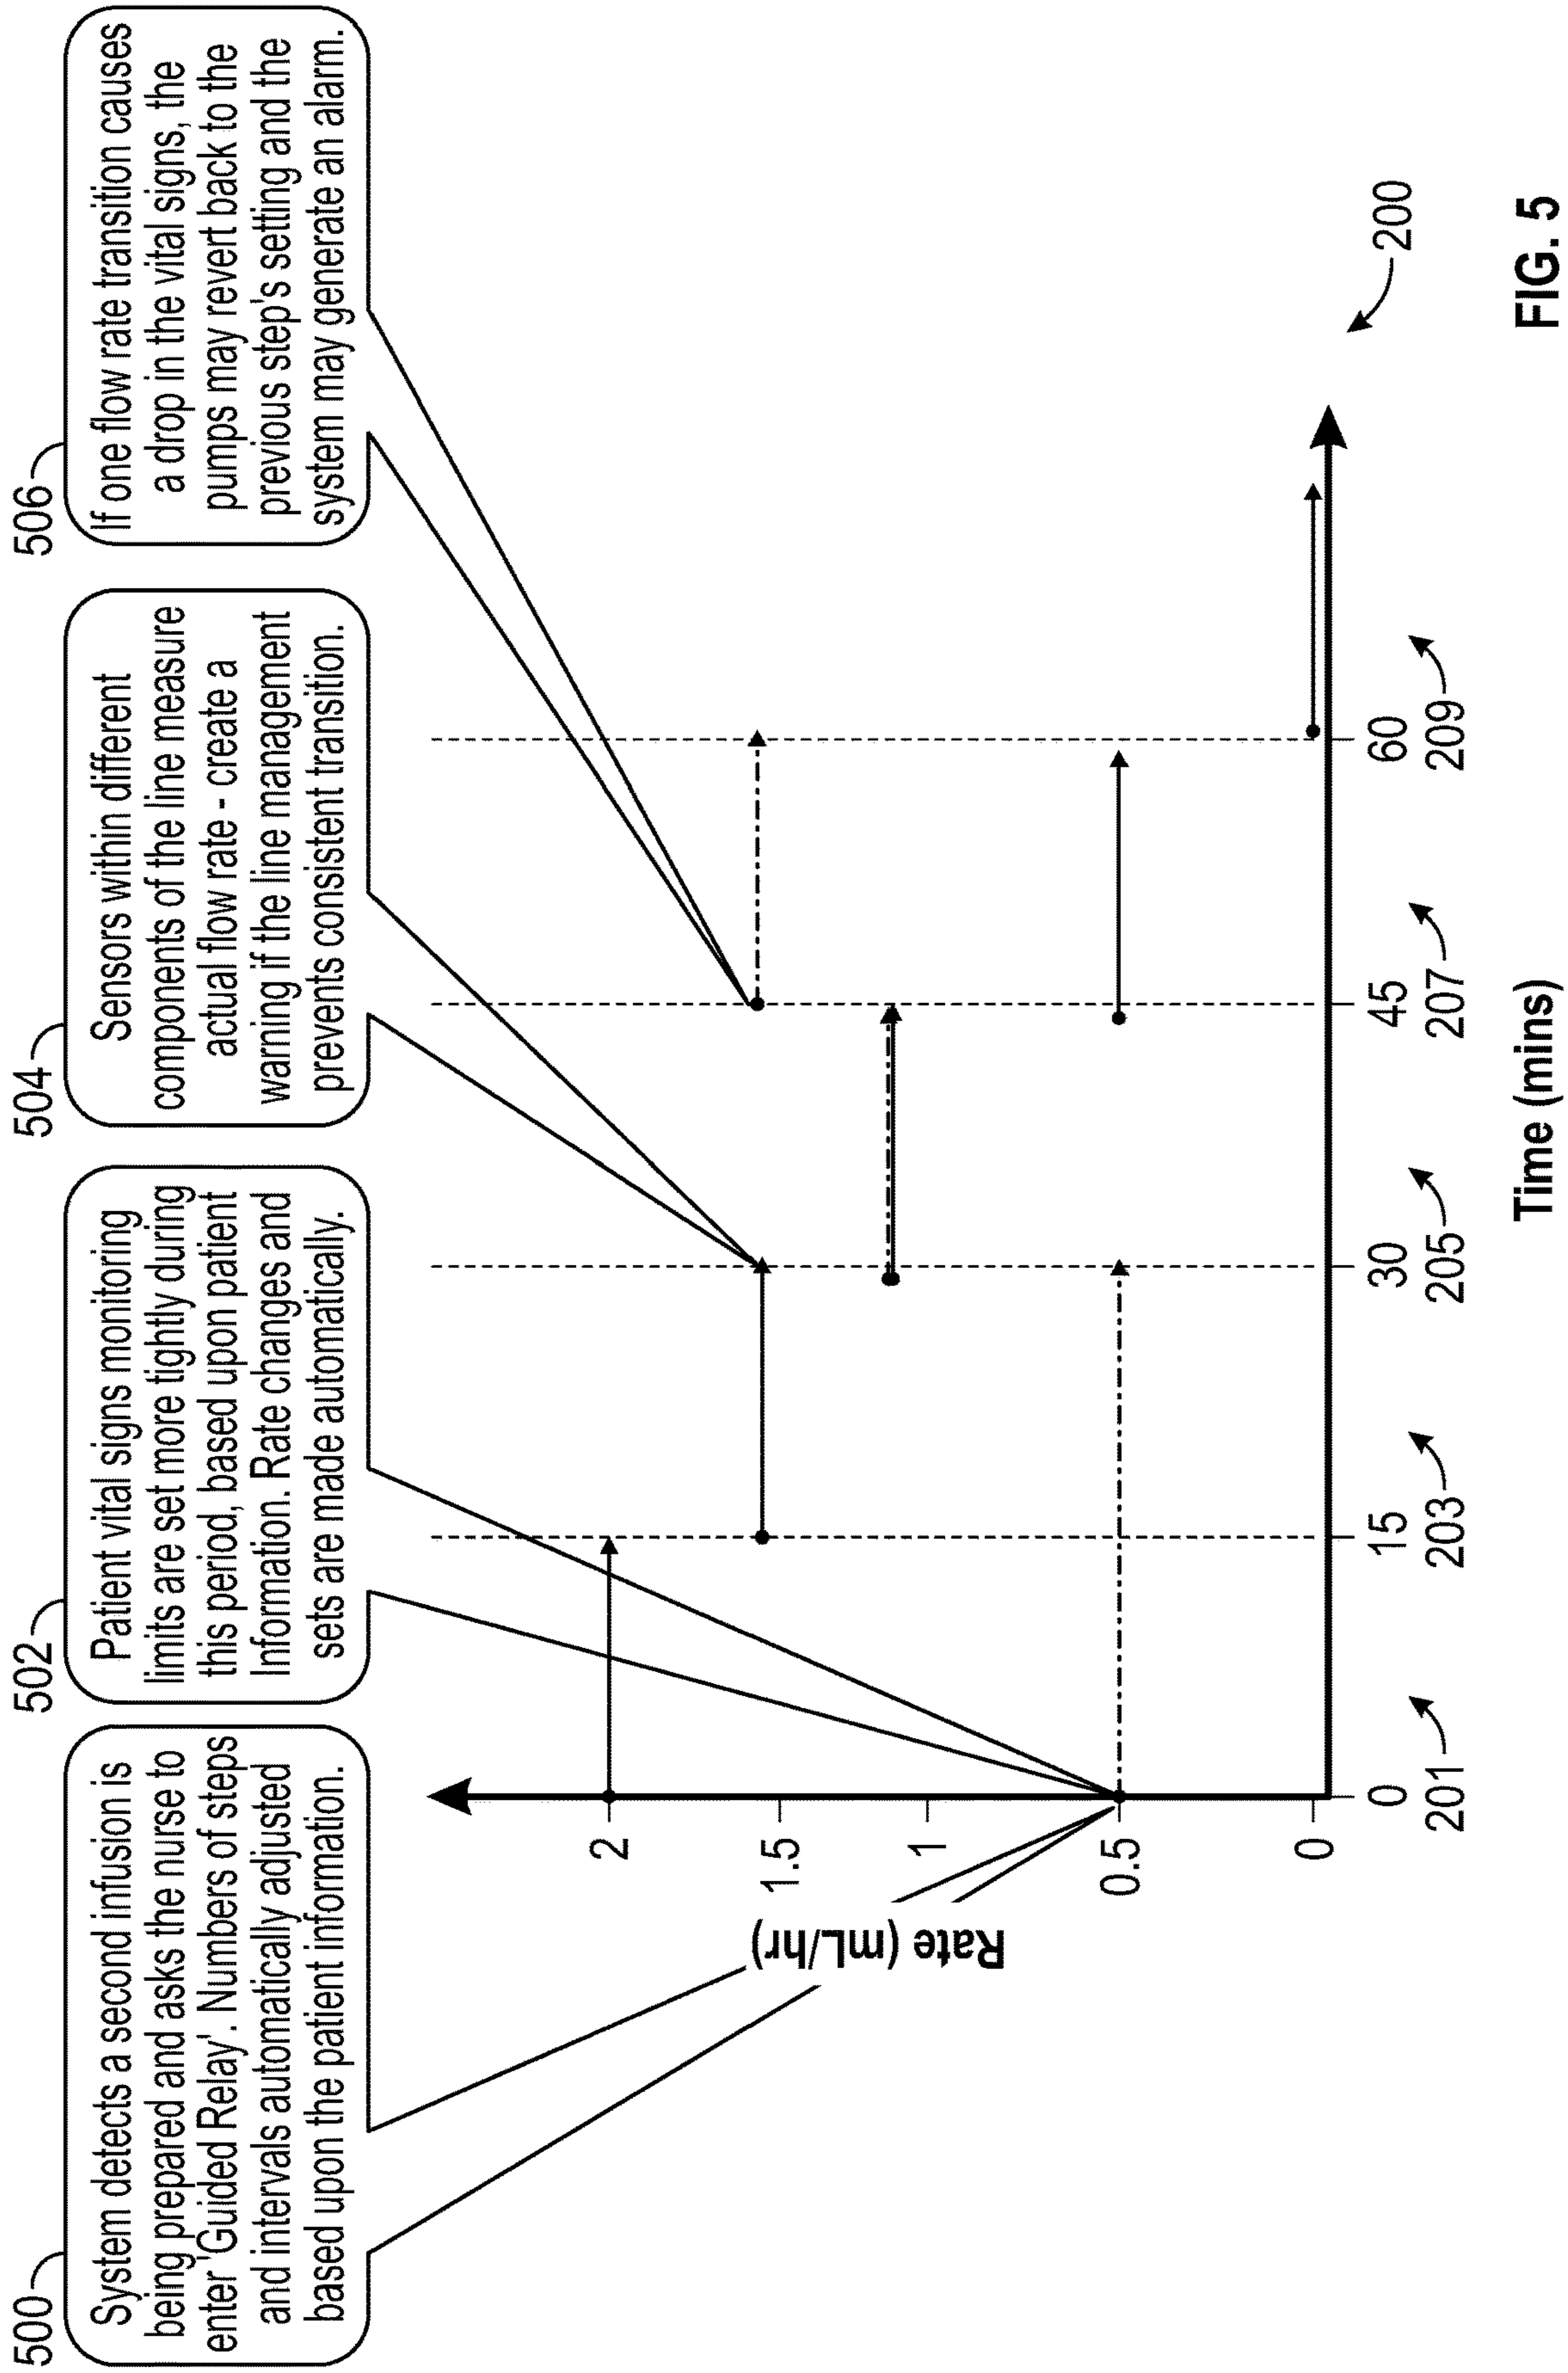 500
System detects a second infusion is
being prepared and asks the nurse to
enter 'Guided Relay'. Numbers of steps
and intervals automatically adjusted
based upon the patient information.
502
Patient vital signs monitoring
limits are set more tightly during
this period, based upon patient
Information. Rate changes and
sets are made automatically.
504
Sensors within different
components of the line measure
actual flow rate - create a
warning if the line management
prevents consistent transition.
506
If one flow rate transition causes
a drop in the vital signs, the
pumps may revert back to the
previous step's setting and the
system may generate an alarm.
Rate (mL/hr)
2
1.5
1
0.5
0
0
15
30
45
60
201
203
205
207
209
200
Time (mins)
FIG. 5